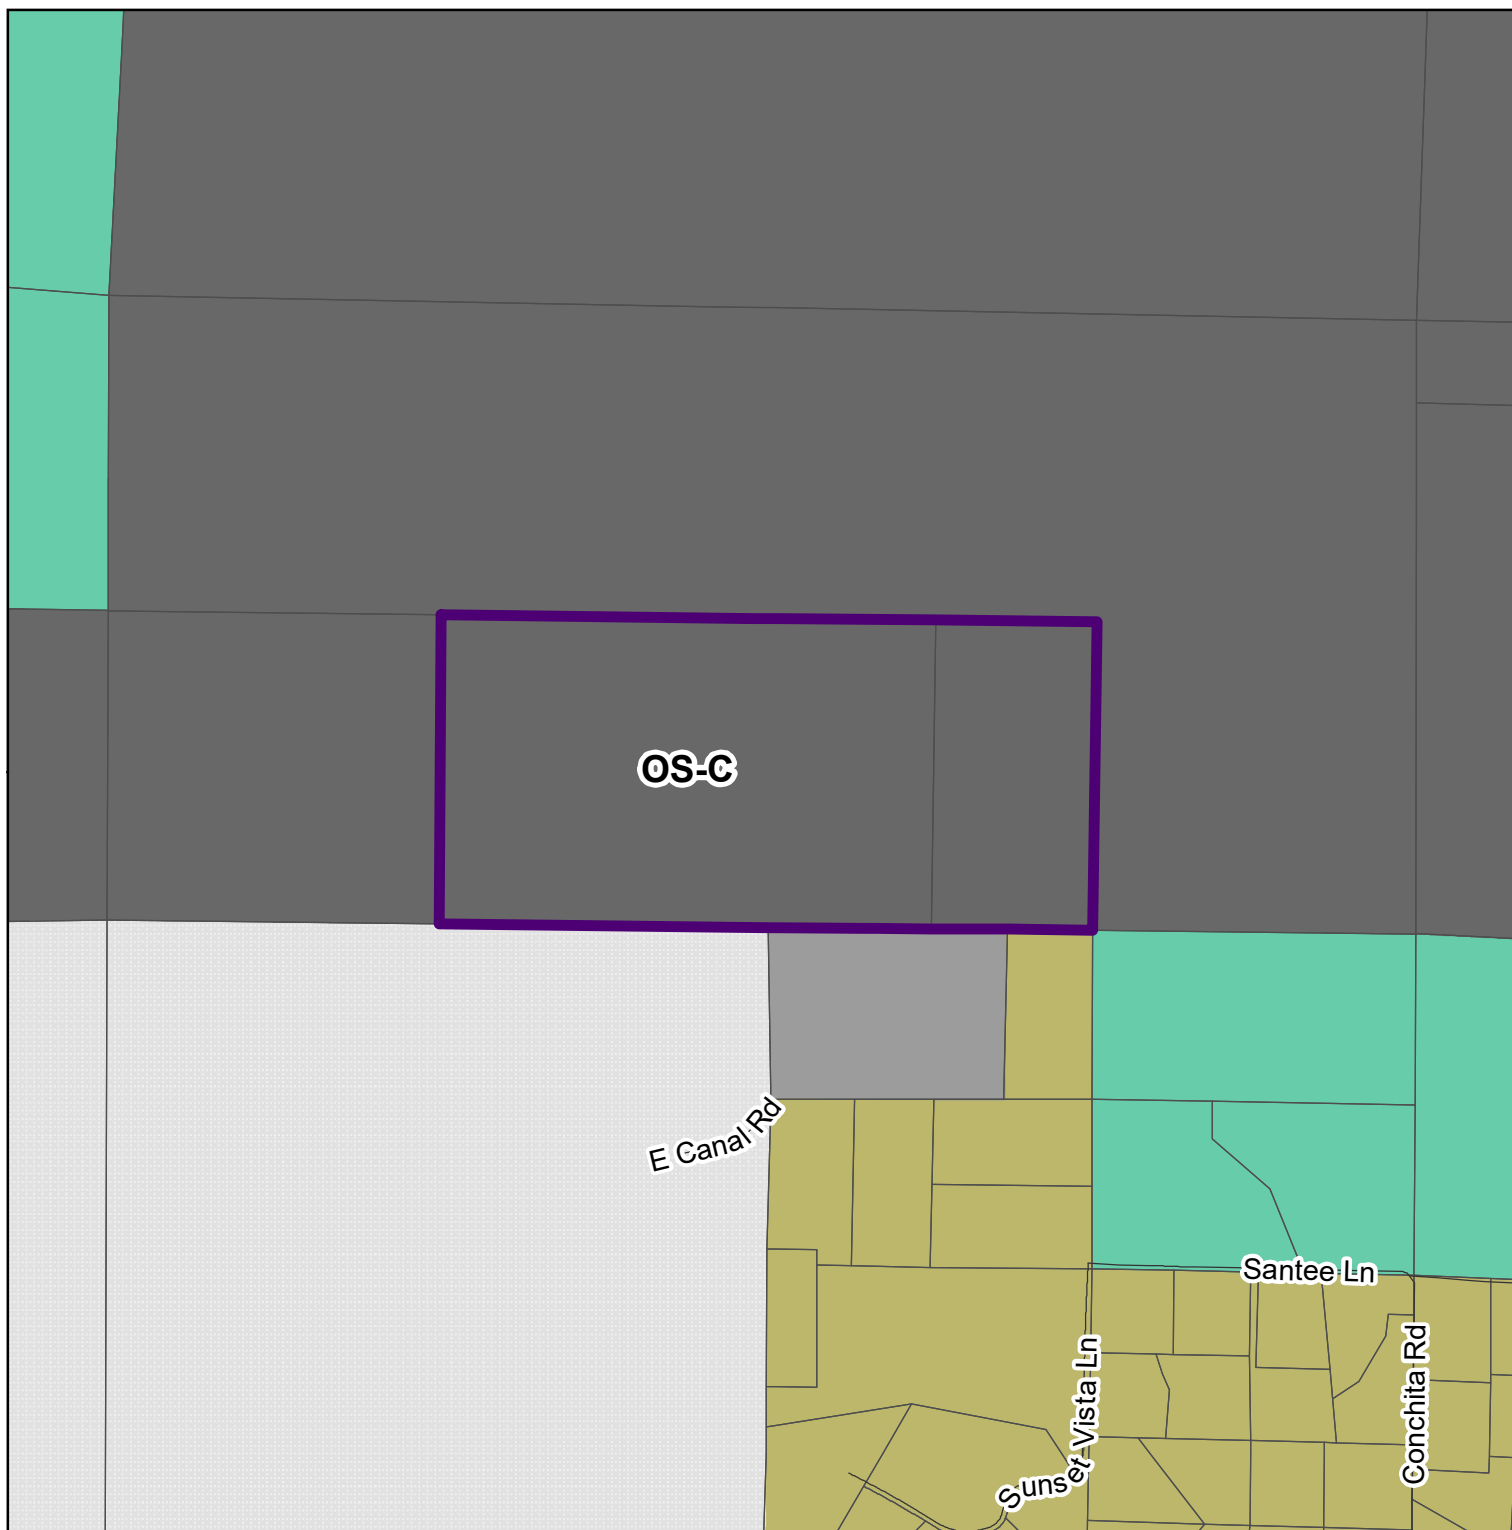 OS-C
E Canal Rd
Santee Ln
Sunset Vista Ln
Conchita Rd